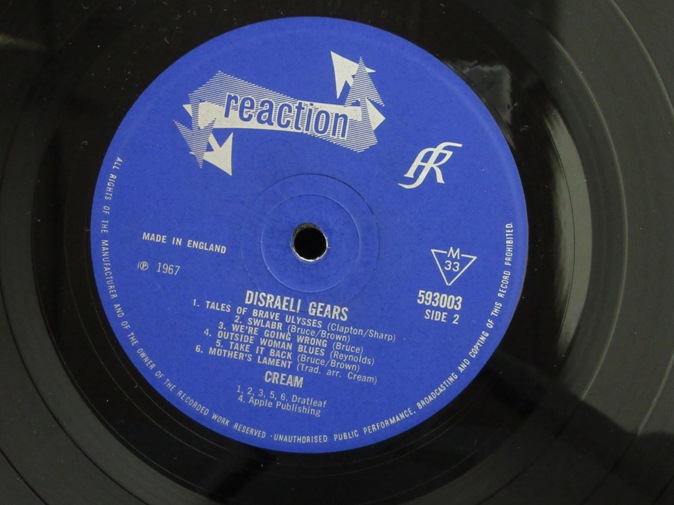 reaction
R
MADE IN ENGLAND
℗ 1967
M
33
593003
SIDE 2
DISRAELI GEARS
1. TALES OF BRAVE ULYSSES (Clapton/Sharp)
2. SWLABR (Bruce/Brown)
3. WE'RE GOING WRONG (Bruce)
4. OUTSIDE WOMAN BLUES (Reynolds)
5. TAKE IT BACK (Bruce/Brown)
6. MOTHER'S LAMENT (Trad. arr. Cream)
CREAM
1, 2, 3, 5, 6. Dratleaf
4. Apple Publishing
ALL RIGHTS OF THE MANUFACTURER AND OF THE OWNER OF THE RECORDED WORK RESERVED · UNAUTHORISED PUBLIC PERFORMANCE, BROADCASTING AND COPYING OF THIS RECORD PROHIBITED.